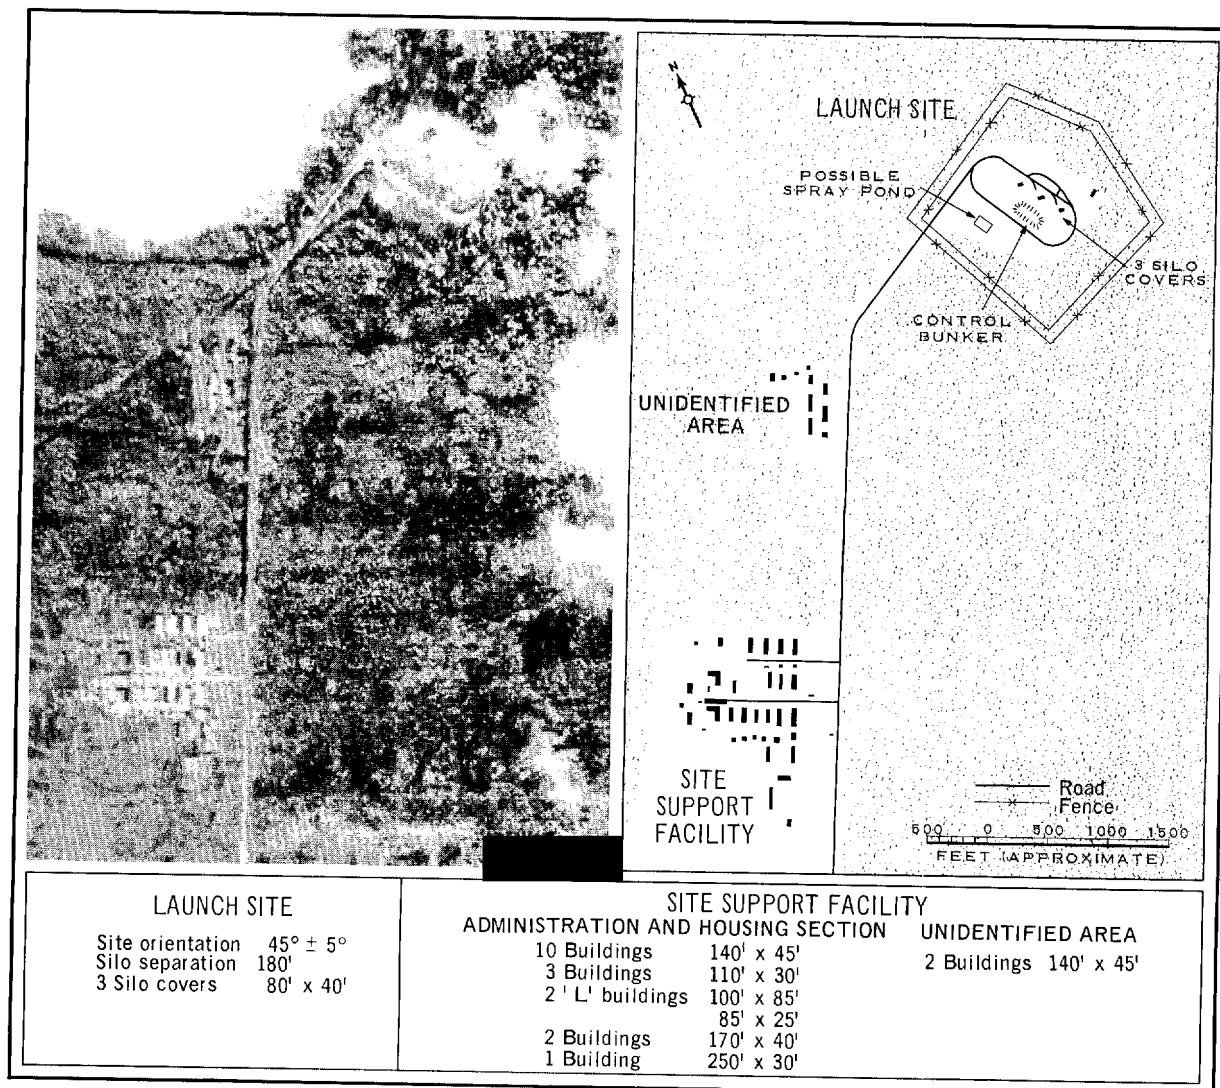 N
LAUNCH SITE
POSSIBLE
SPRAY POND
3 SILO
COVERS
CONTROL
BUNKER
UNIDENTIFIED
AREA
SITE
SUPPORT
FACILITY
Road
Fence
500 0 500 1000 1500
FEET (APPROXIMATE)
LAUNCH SITE
Site orientation 45° ± 5°
Silo separation 180'
3 Silo covers 80' x 40'
SITE SUPPORT FACILITY
ADMINISTRATION AND HOUSING SECTION
10 Buildings 140' x 45'
3 Buildings 110' x 30'
2 'L' buildings 100' x 85'
85' x 25'
2 Buildings 170' x 40'
1 Building 250' x 30'
UNIDENTIFIED AREA
2 Buildings 140' x 45'